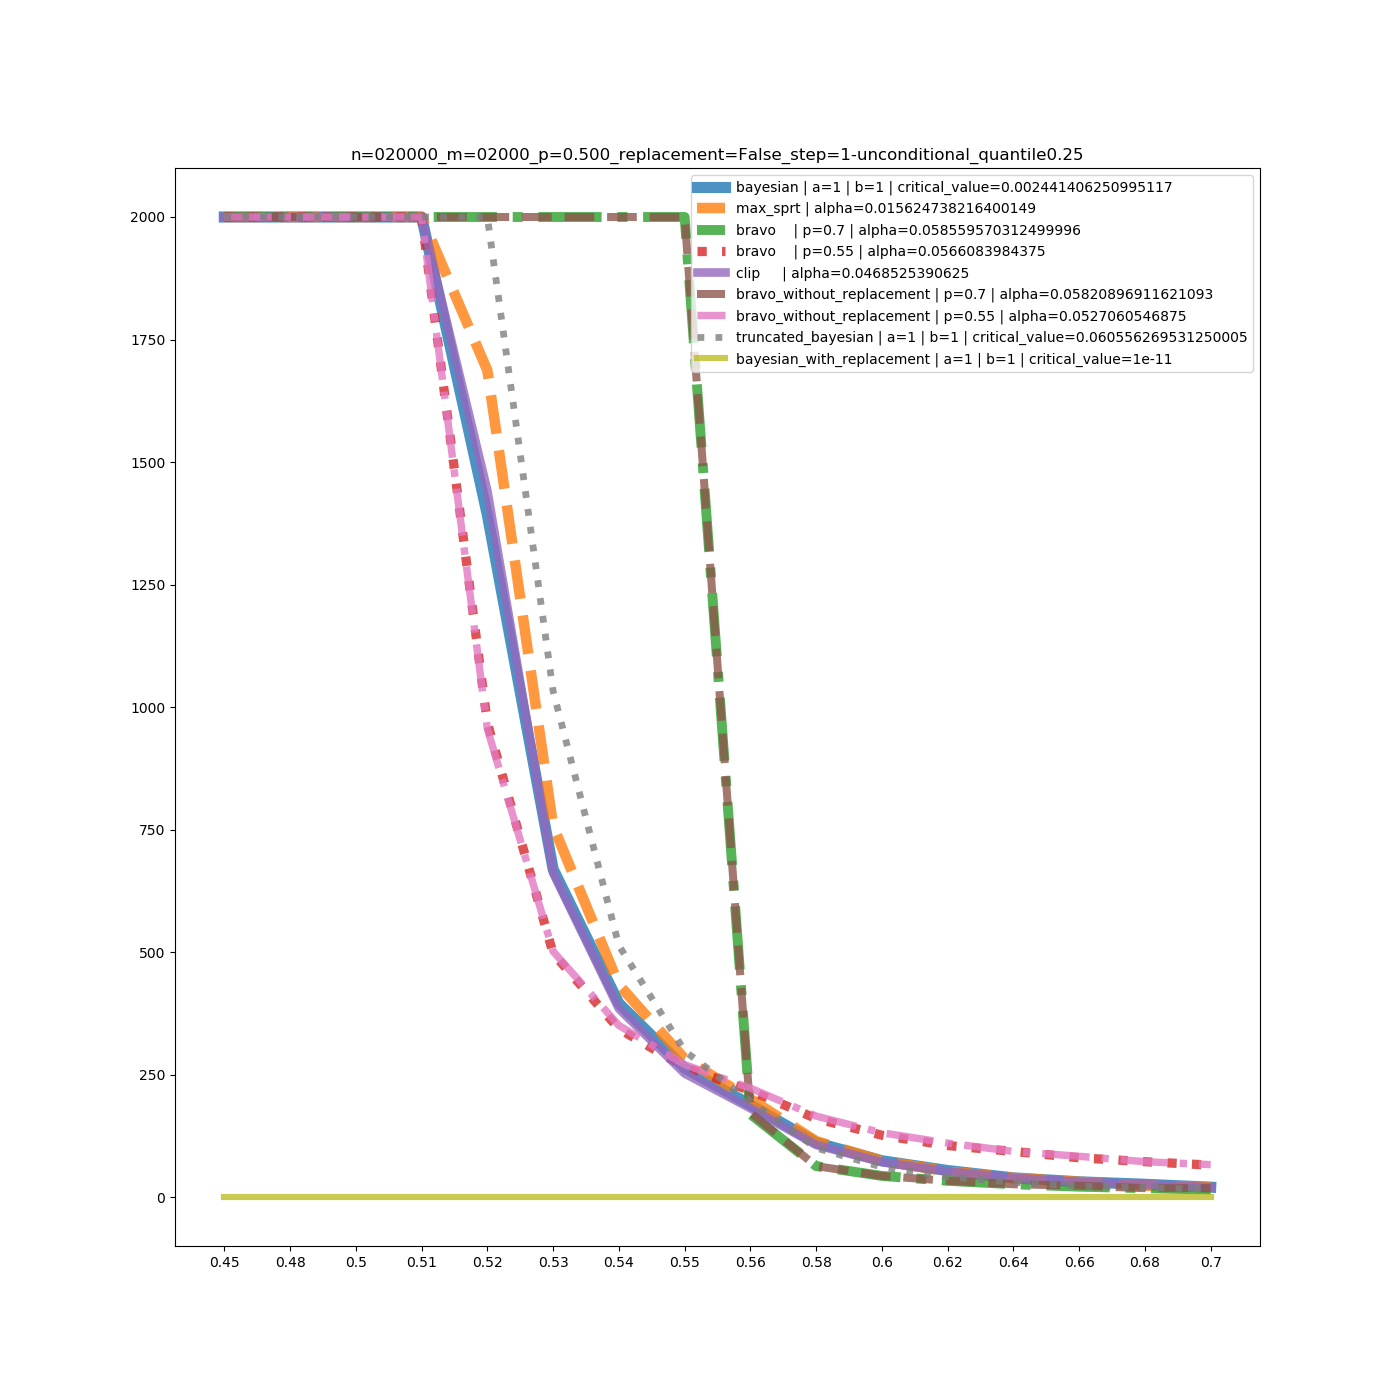 n=020000_m=02000_p=0.500_replacement=False_step=1-unconditional_quantile0.25
bayesian | a=1 | b=1 | critical_value=0.002441406250995117
max_sprt | alpha=0.015624738216400149
bravo | p=0.7 | alpha=0.058559570312499996
bravo | p=0.55 | alpha=0.0566083984375
clip | alpha=0.0468525390625
bravo_without_replacement | p=0.7 | alpha=0.05820896911621093
bravo_without_replacement | p=0.55 | alpha=0.0527060546875
truncated_bayesian | a=1 | b=1 | critical_value=0.060556269531250005
bayesian_with_replacement | a=1 | b=1 | critical_value=1e-11
2000
1750
1500
1250
1000
750
500
250
0
0.45 0.48 0.5 0.51 0.52 0.53 0.54 0.55 0.56 0.58 0.6 0.62 0.64 0.66 0.68 0.7